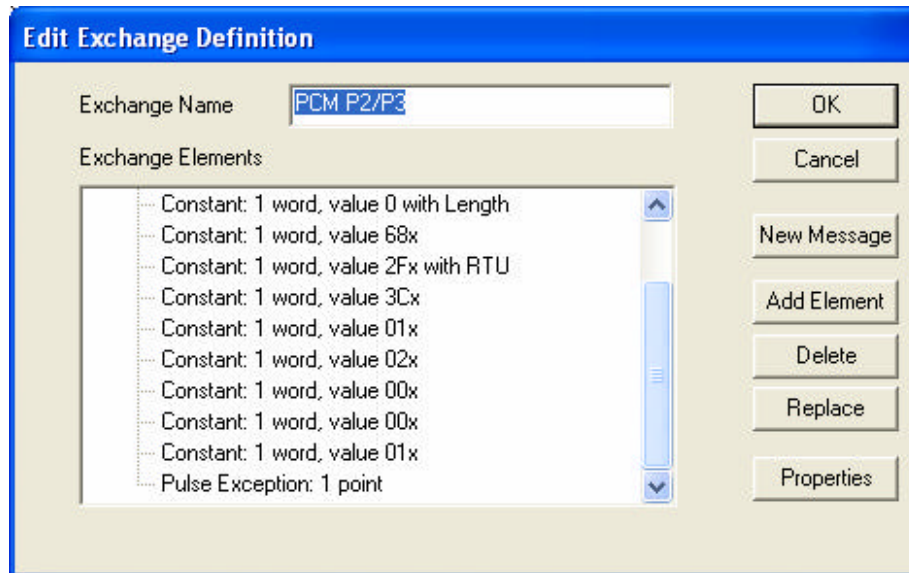 Edit Exchange Definition
Exchange Name PCM P2/P3 OK
Exchange Elements Cancel
Constant: 1 word, value 0 with Length
Constant: 1 word, value 68x New Message
Constant: 1 word, value 2Fx with RTU
Constant: 1 word, value 3Cx Add Element
Constant: 1 word, value 01x
Constant: 1 word, value 02x Delete
Constant: 1 word, value 00x
Constant: 1 word, value 00x Replace
Constant: 1 word, value 01x
Pulse Exception: 1 point Properties